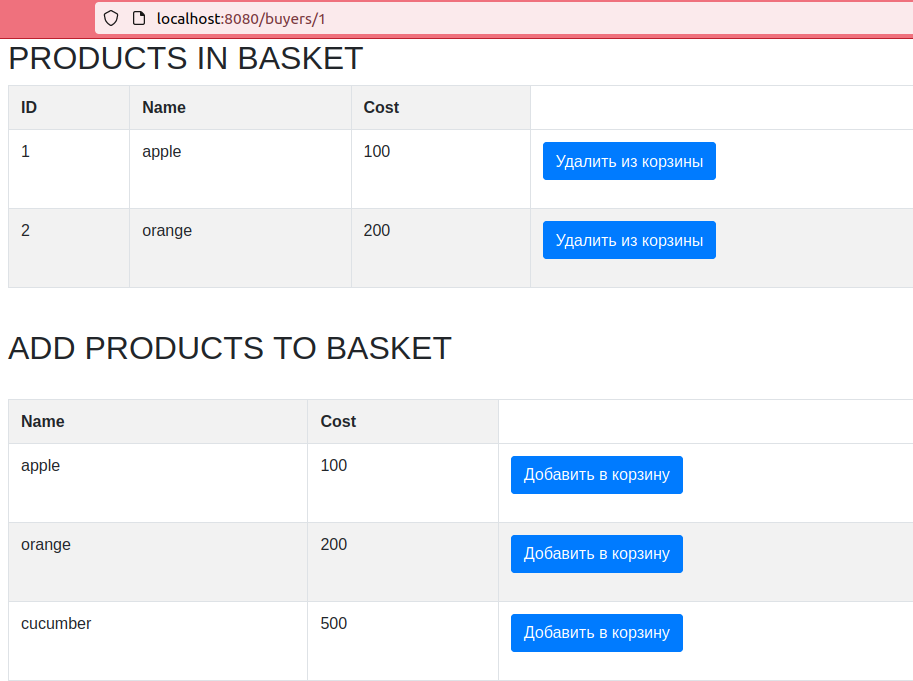 localhost:8080/buyers/1
PRODUCTS IN BASKET
ID Name Cost
1 apple 100 Удалить из корзины
2 orange 200 Удалить из корзины
ADD PRODUCTS TO BASKET
Name Cost
apple 100 Добавить в корзину
orange 200 Добавить в корзину
cucumber 500 Добавить в корзину